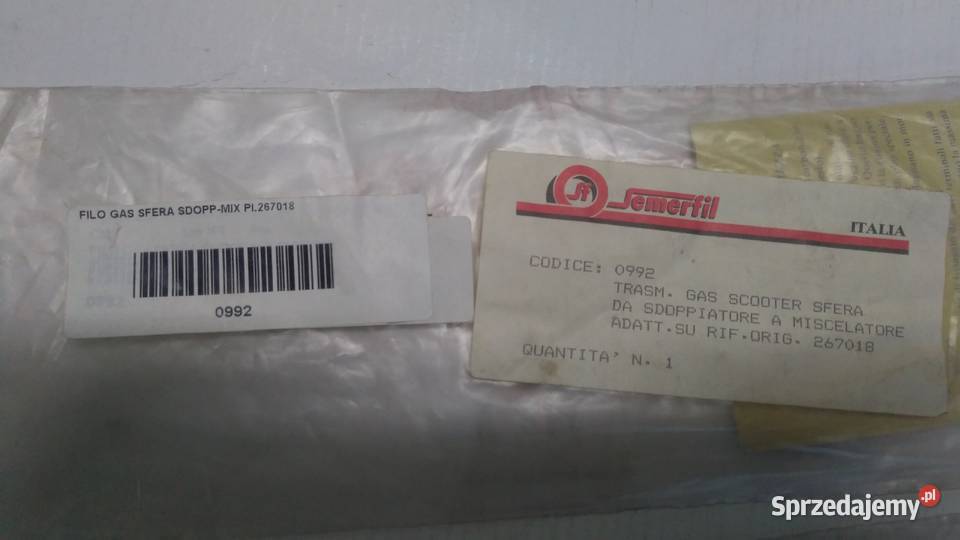 FILO GAS SFERA SDOPP-MIX PI.267018
0992
Sf Semerfil
ITALIA
CODICE: 0992
TRASM. GAS SCOOTER SFERA
DA SDOPPIATORE A MISCELATORE
ADATT.SU RIF.ORIG. 267018
QUANTITA' N. 1
Sprzedajemy.pl